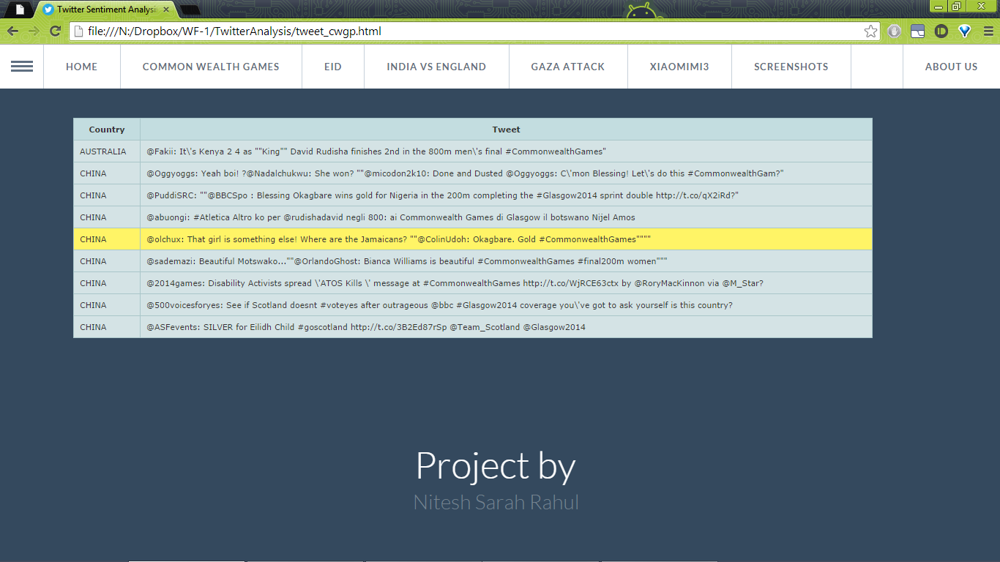 Twitter Sentiment Analysis
file:///N:/Dropbox/WF-1/TwitterAnalysis/tweet_cwgp.html
HOME COMMON WEALTH GAMES EID INDIA VS ENGLAND GAZA ATTACK XIAOMIMI3 SCREENSHOTS ABOUT US
Country Tweet
AUSTRALIA @Fakii: It\'s Kenya 2 4 as ""King"" David Rudisha finishes 2nd in the 800m men\'s final #CommonwealthGames"
CHINA @Oggyoggs: Yeah boi! ?@Nadalchukwu: She won? ""@micodon2k10: Done and Dusted @Oggyoggs: C\'mon Blessing! Let\'s do this #CommonwealthGam?"
CHINA @PuddiSRC: ""@BBCSpo : Blessing Okagbare wins gold for Nigeria in the 200m completing the #Glasgow2014 sprint double http://t.co/qX2iRd?"
CHINA @abuongi: #Atletica Altro ko per @rudishadavid negli 800: ai Commonwealth Games di Glasgow il botswano Nijel Amos
CHINA @olchux: That girl is something else! Where are the Jamaicans? ""@ColinUdoh: Okagbare. Gold #CommonwealthGames""""
CHINA @sademazi: Beautiful Motswako...""@OrlandoGhost: Bianca Williams is beautiful #CommonwealthGames #final200m women"""
CHINA @2014games: Disability Activists spread \'ATOS Kills \' message at #CommonwealthGames http://t.co/WjRCE63ctx by @RoryMacKinnon via @M_Star?
CHINA @500voicesforyes: See if Scotland doesnt #voteyes after outrageous @bbc #Glasgow2014 coverage you\'ve got to ask yourself is this country?
CHINA @ASFevents: SILVER for Eilidh Child #goscotland http://t.co/3B2Ed87rSp @Team_Scotland @Glasgow2014
Project by
Nitesh Sarah Rahul